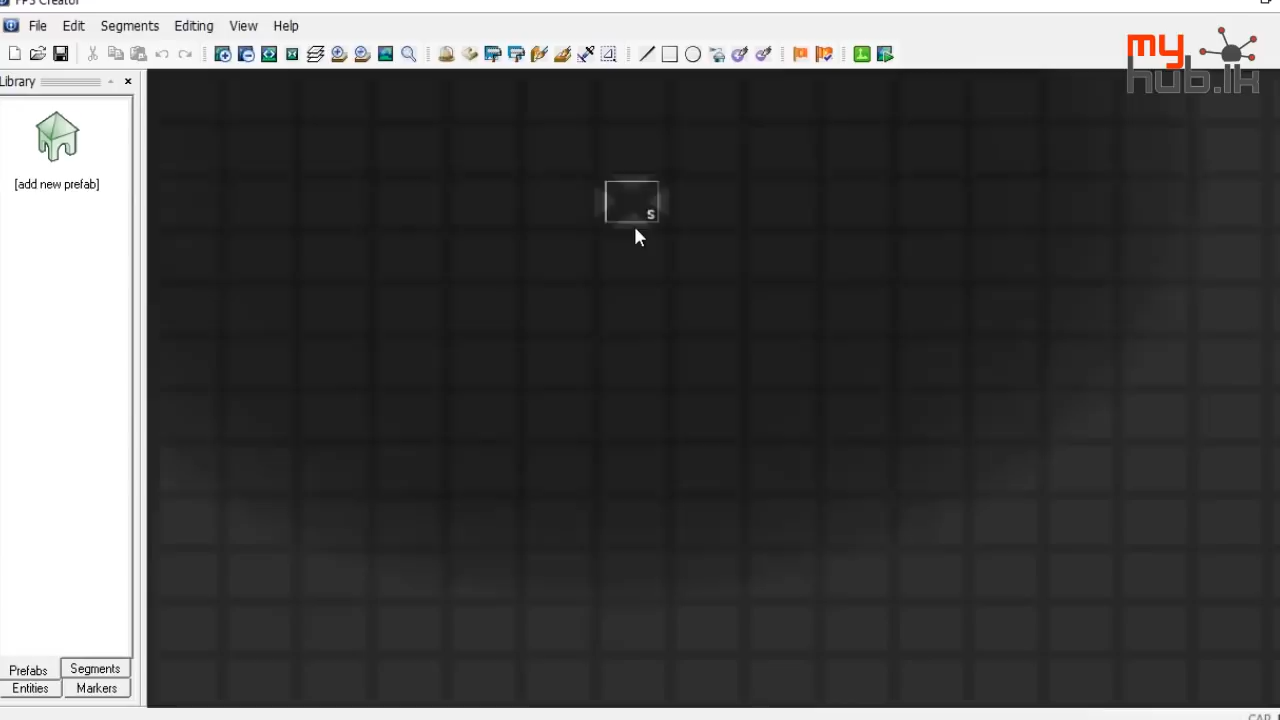 FPS Creator
File Edit Segments Editing View Help
my
hub.lk
Library
[add new prefab]
S
Prefabs Segments
Entities Markers
CAP